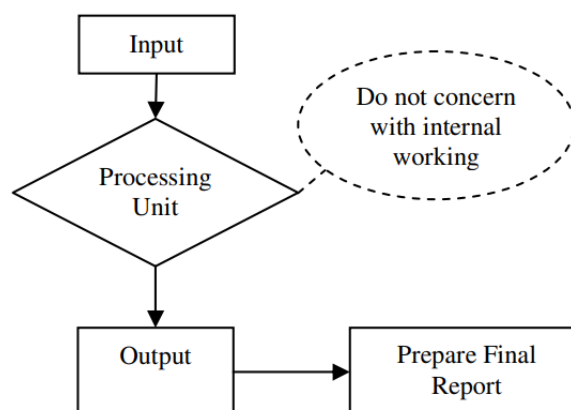 Input
Do not concern
with internal
working
Processing
Unit
Output
Prepare Final
Report